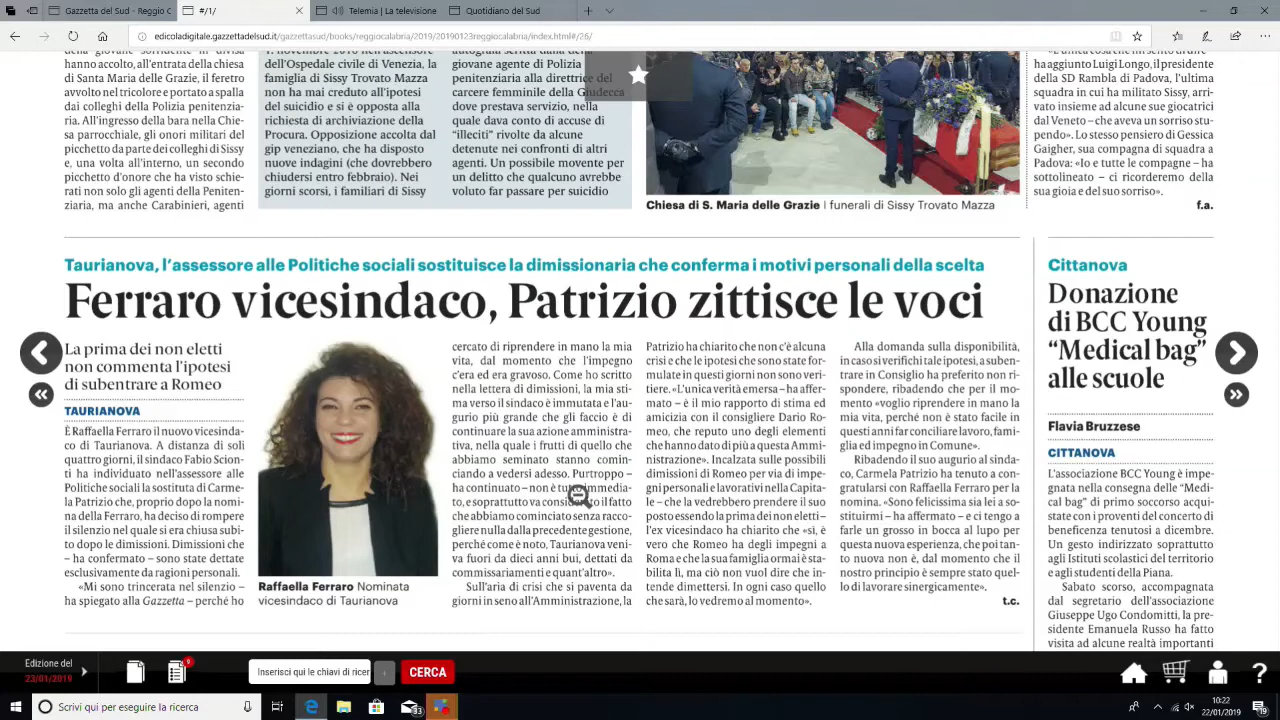 Gazzetta del Sud - Reggio C
#1/
Telemia | La Televisione
Quotidiano del Sud
edicoladigitale.gazzettadelsud.it/gazzettasud/books/reggiocalabria/2019/20190123reggiocalabria/index.html#/26/
hanno accolto, all'entrata della chiesa
di Santa Maria delle Grazie, il feretro
avvolto nel tricolore e portato a spalla
dai colleghi della Polizia penitenzia-
ria. All'ingresso della bara nella Chie-
sa parrocchiale, gli onori militari del
picchetto da parte dei colleghi di Sissy
e, una volta all'interno, un secondo
picchetto d'onore che ha visto schie-
rati non solo gli agenti della Peniten-
ziaria, ma anche Carabinieri, agenti
dell'Ospedale civile di Venezia, la
famiglia di Sissy Trovato Mazza
non ha mai creduto all'ipotesi
del suicidio e si è opposta alla
richiesta di archiviazione della
Procura. Opposizione accolta dal
gip veneziano, che ha disposto
nuove indagini (che dovrebbero
chiudersi entro febbraio). Nei
giorni scorsi, i familiari di Sissy
giovane agente di Polizia
penitenziaria alla direttrice del
carcere femminile della Giudecca
dove prestava servizio, nella
quale dava conto di accuse di
"illeciti" rivolte da alcune
detenute nei confronti di altri
agenti. Un possibile movente per
un delitto che qualcuno avrebbe
voluto far passare per suicidio
Chiesa di S. Maria delle Grazie I funerali di Sissy Trovato Mazza
ha aggiunto Luigi Longo, il presidente
della SD Rambla di Padova, l'ultima
squadra in cui ha militato Sissy, arri-
vato insieme ad alcune sue giocatrici
dal Veneto – che aveva un sorriso stu-
pendo». Lo stesso pensiero di Gessica
Gaigher, sua compagna di squadra a
Padova: «Io e tutte le compagne – ha
sottolineato – ci ricorderemo della
sua gioia e del suo sorriso».
f.a.
Taurianova, l'assessore alle Politiche sociali sostituisce la dimissionaria che conferma i motivi personali della scelta
Ferraro vicesindaco, Patrizio zittisce le voci
La prima dei non eletti
non commenta l'ipotesi
di subentrare a Romeo
TAURIANOVA
È Raffaella Ferraro il nuovo vicesinda-
co di Taurianova. A distanza di soli
quattro giorni, il sindaco Fabio Scion-
ti ha individuato nell'assessore alle
Politiche sociali la sostituta di Carme-
la Patrizio che, proprio dopo la nomi-
na della Ferraro, ha deciso di rompere
il silenzio nel quale si era chiusa subi-
to dopo le dimissioni. Dimissioni che
– ha confermato – sono state dettate
esclusivamente da ragioni personali.
«Mi sono trincerata nel silenzio –
ha spiegato alla Gazzetta – perché ho
Raffaella Ferraro Nominata
vicesindaco di Taurianova
cercato di riprendere in mano la mia
vita, dal momento che l'impegno
c'era ed era gravoso. Come ho scritto
nella lettera di dimissioni, la mia sti-
ma verso il sindaco è immutata e l'au-
gurio più grande che gli faccio è di
continuare la sua azione amministra-
tiva, nella quale i frutti di quello che
abbiamo seminato stanno comin-
ciando a vedersi adesso. Purtroppo –
ha continuato – non è tutto immedia-
to, e soprattutto va considerato il fatto
che abbiamo cominciato senza racco-
gliere nulla dalla precedente gestione,
perché come è noto, Taurianova veni-
va fuori da dieci anni bui, dettati da
commissariamenti e quant'altro».
Sull'aria di crisi che si paventa da
giorni in seno all'Amministrazione, la
Patrizio ha chiarito che non c'è alcuna
crisi e che le ipotesi che sono state for-
mulate in questi giorni non sono veri-
tiere. «L'unica verità emersa – ha affer-
mato – è il mio rapporto di stima ed
amicizia con il consigliere Dario Ro-
meo, che reputo uno degli elementi
che hanno dato di più a questa Ammi-
nistrazione». Incalzata sulle possibili
dimissioni di Romeo per via di impe-
gni personali e lavorativi nella Capita-
le – che la vedrebbero prendere il suo
posto essendo la prima dei non eletti –
l'ex vicesindaco ha chiarito che «sì, è
vero che Romeo ha degli impegni a
Roma e che la sua famiglia ormai è sta-
bilita lì, ma ciò non vuol dire che in-
tende dimettersi. In ogni caso quello
che sarà, lo vedremo al momento».
Alla domanda sulla disponibilità,
in caso si verifichi tale ipotesi, a suben-
trare in Consiglio ha preferito non ri-
spondere, ribadendo che per il mo-
mento «voglio riprendere in mano la
mia vita, perché non è stato facile in
questi anni far conciliare lavoro, fami-
glia ed impegno in Comune».
Ribadendo il suo augurio al sinda-
co, Carmela Patrizio ha tenuto a con-
gratularsi con Raffaella Ferraro per la
nomina. «Sono felicissima sia lei a so-
stituirmi – ha affermato – e ci tengo a
farle un grosso in bocca al lupo per
questa nuova esperienza, che poi tan-
to nuova non è, dal momento che il
nostro principio è sempre stato quel-
lo di lavorare sinergicamente».
t.c.
Cittanova
Donazione
di BCC Young
"Medical bag"
alle scuole
Flavia Bruzzese
CITTANOVA
L'associazione BCC Young è impe-
gnata nella consegna delle "Medi-
cal bag" di primo soccorso acqui-
state con i proventi del concerto di
beneficenza tenutosi a dicembre.
Un gesto indirizzato soprattutto
agli Istituti scolastici del territorio
e agli studenti della Piana.
Sabato scorso, accompagnata
dal segretario dell'associazione
Giuseppe Ugo Condomitti, la pre-
sidente Emanuela Russo ha fatto
visita ad alcune realtà importanti
Edizione del
23/01/2019
9
Inserisci qui le chiavi di ricer
CERCA
Scrivi qui per eseguire la ricerca
33
10:22
22/01/2019
19